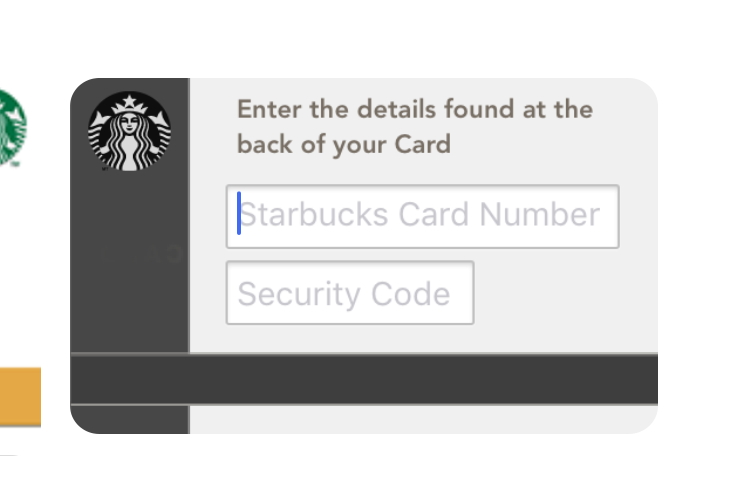 Enter the details found at the
back of your Card
Starbucks Card Number
Security Code